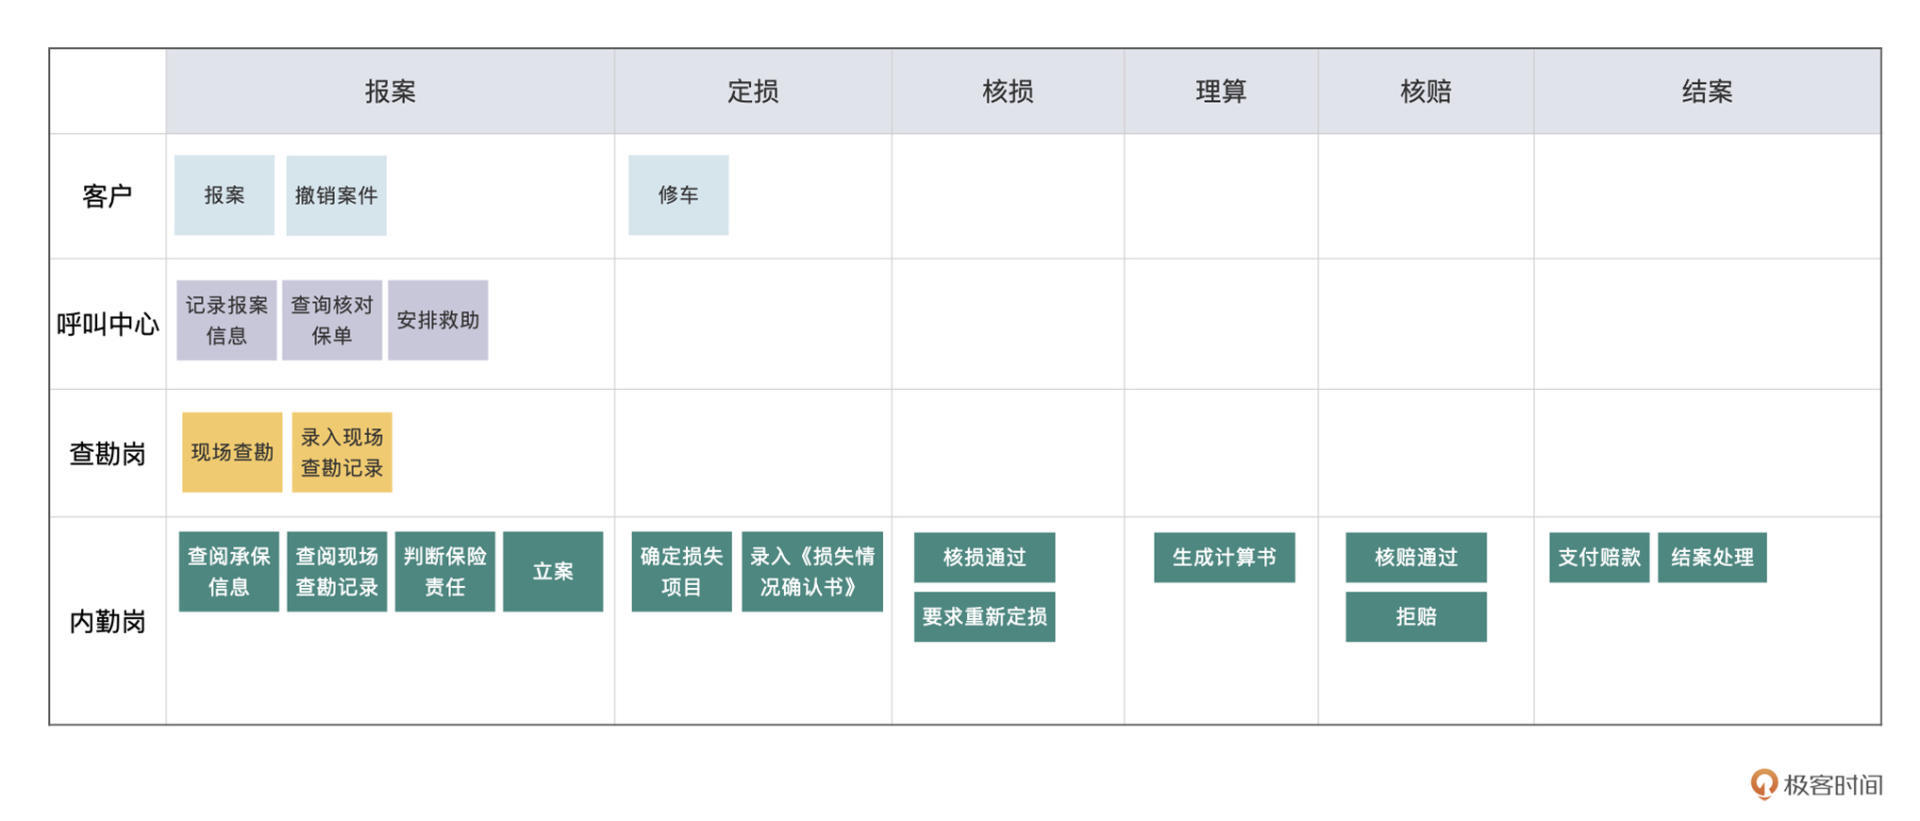 报案 定损 核损 理算 核赔 结案
客户
报案 撤销案件 修车
呼叫中心
记录报案
信息
查询核对
保单
安排救助
查勘岗
现场查勘
录入现场
查勘记录
内勤岗
查阅承保
信息
查阅现场
查勘记录
判断保险
责任
立案
确定损失
项目
录入《损失情
况确认书》
核损通过
要求重新定损
生成计算书
核赔通过
拒赔
支付赔款
结案处理
极客时间